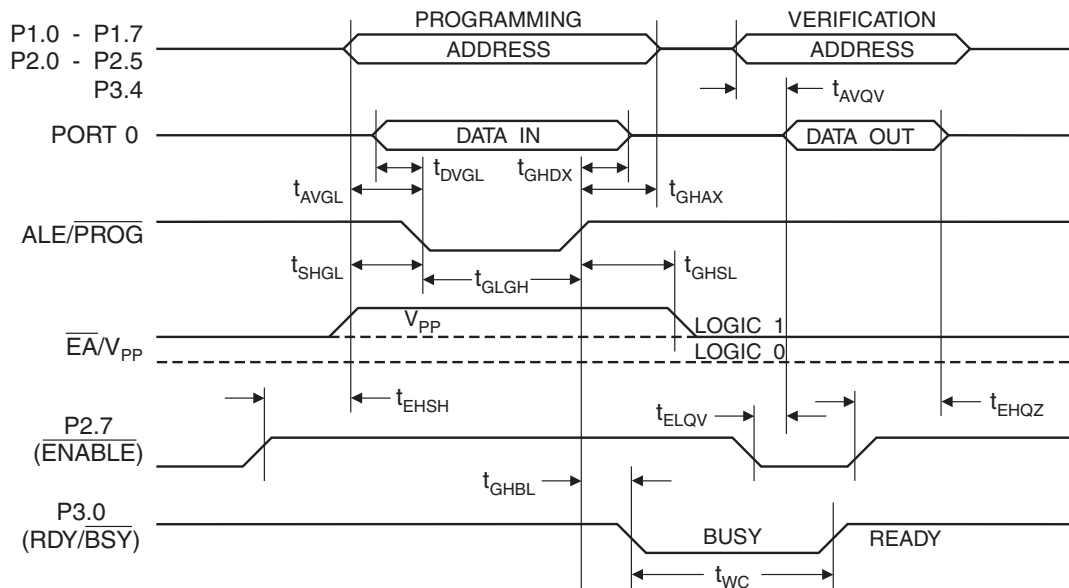 PROGRAMMING VERIFICATION
P1.0 - P1.7
P2.0 - P2.5
P3.4
ADDRESS ADDRESS
tAVQV
PORT 0 DATA IN DATA OUT
tDVGL tGHDX
tAVGL tGHAX
ALE/PROG
tSHGL tGLGH tGHSL
EA/VPP VPP LOGIC 1
LOGIC 0
tEHSH tELQV tEHQZ
P2.7
(ENABLE)
tGHBL
P3.0
(RDY/BSY) BUSY READY
tWC